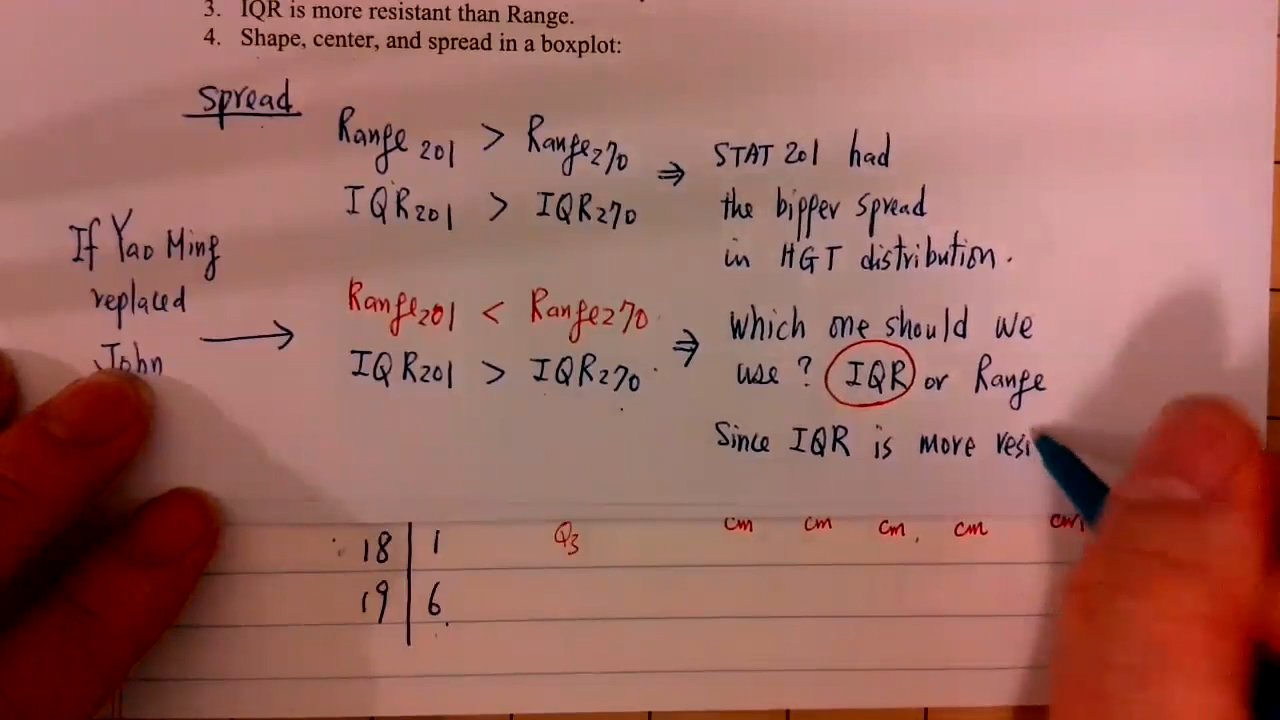 3. IQR is more resistant than Range.
4. Shape, center, and spread in a boxplot:
Spread
Range 201 > Range270
IQR201 > IQR270
⇒ STAT 201 had
the bigger spread
in HGT distribution.
If Yao Ming
replaced
John
→
Range201 < Range270
IQR201 > IQR270
⇒ which one should we
use? IQR or Range
Since IQR is more resi
18 | 1 Q3 cm cm cm, cm cm
19 | 6